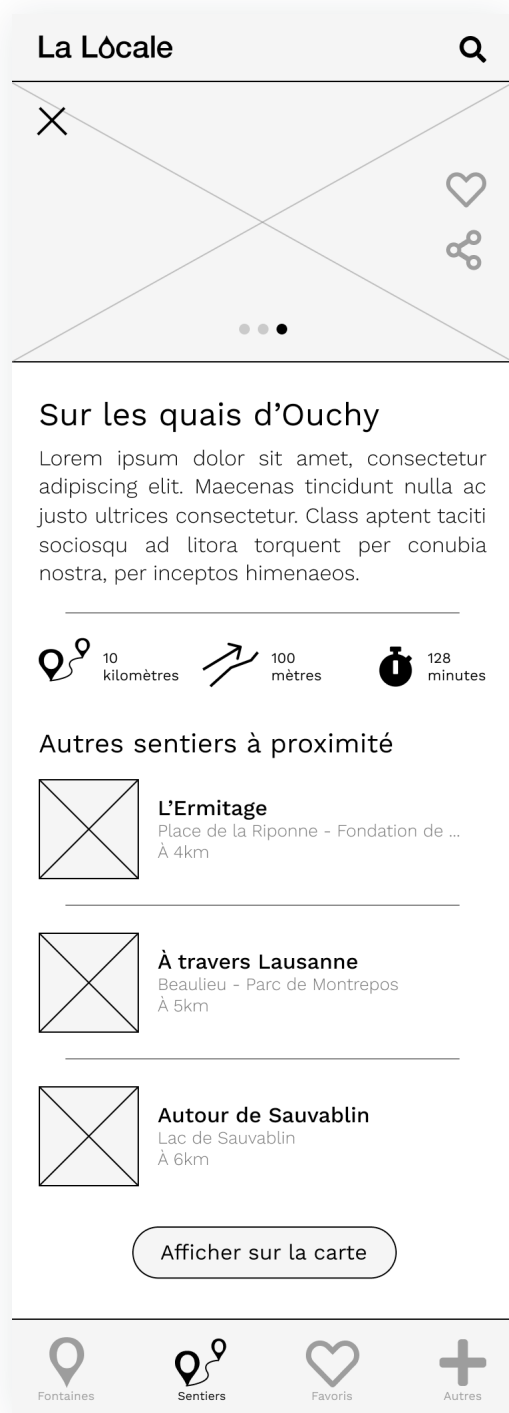 La Locale
Sur les quais d’Ouchy
Lorem ipsum dolor sit amet, consectetur
adipiscing elit. Maecenas tincidunt nulla ac
justo ultrices consectetur. Class aptent taciti
sociosqu ad litora torquent per conubia
nostra, per inceptos himenaeos.
10
kilomètres
100
mètres
128
minutes
Autres sentiers à proximité
L’Ermitage
Place de la Riponne - Fondation de ...
À 4km
À travers Lausanne
Beaulieu - Parc de Montrepos
À 5km
Autour de Sauvablin
Lac de Sauvablin
À 6km
Afficher sur la carte
Fontaines
Sentiers
Favoris
Autres